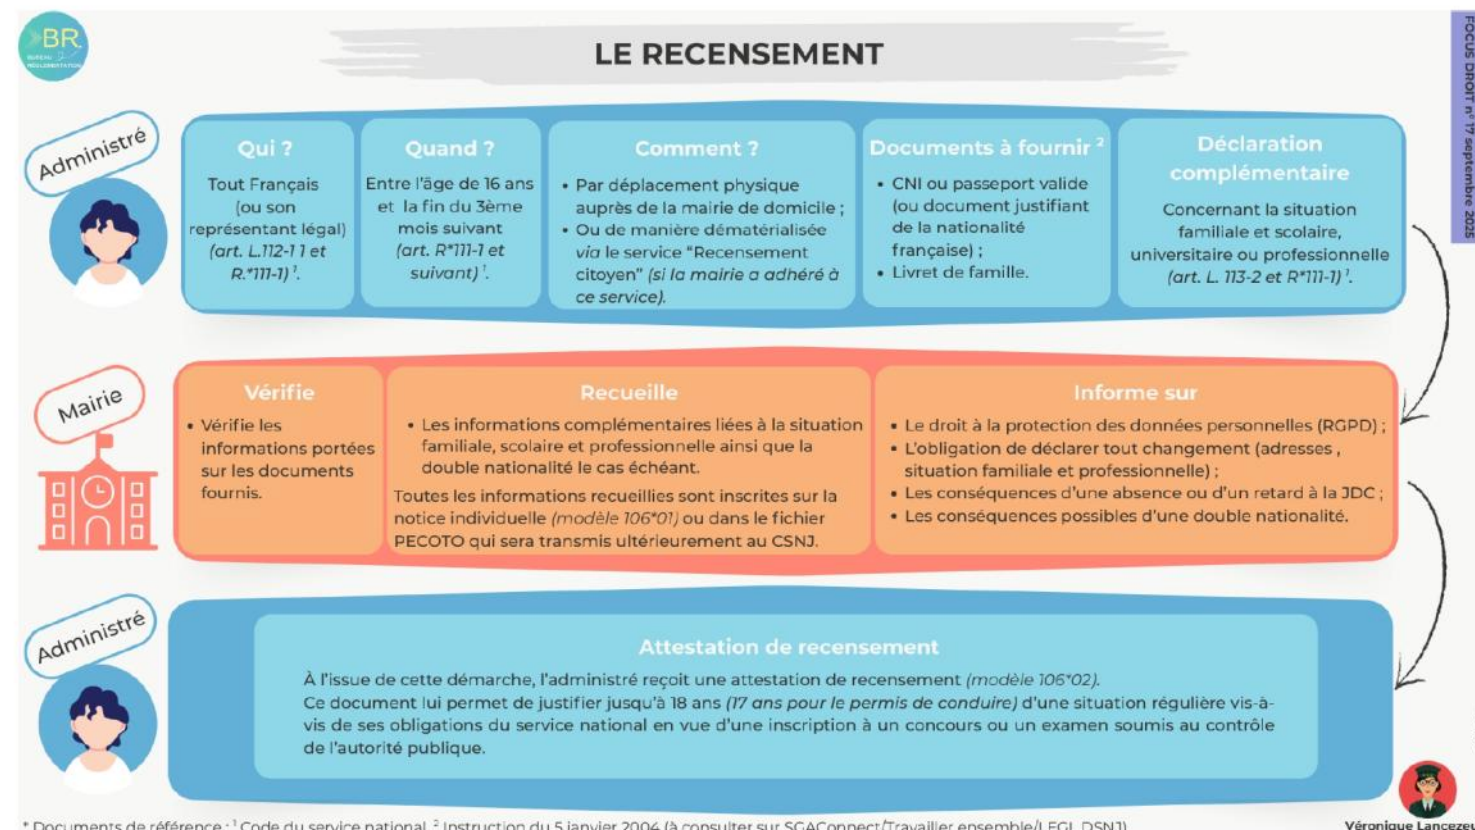 BR.
BUREAU
RÉGLEMENTATION
LE RECENSEMENT
FOCUS DROIT n° 17 septembre 2025
Administré
Qui ?
Tout Français
(ou son
représentant légal)
(art. L.112-1 1 et
R.*111-1) ¹.
Quand ?
Entre l'âge de 16 ans
et la fin du 3ème
mois suivant
(art. R*111-1 et
suivant) ¹.
Comment ?
• Par déplacement physique
auprès de la mairie de domicile ;
• Ou de manière dématérialisée
via le service "Recensement
citoyen" (si la mairie a adhéré à
ce service).
Documents à fournir ²
• CNI ou passeport valide
(ou document justifiant
de la nationalité
française) ;
• Livret de famille.
Déclaration
complémentaire
Concernant la situation
familiale et scolaire,
universitaire ou professionnelle
(art. L. 113-2 et R*111-1) ¹.
Mairie
Vérifie
• Vérifie les
informations portées
sur les documents
fournis.
Recueille
• Les informations complémentaires liées à la situation
familiale, scolaire et professionnelle ainsi que la
double nationalité le cas échéant.
Toutes les informations recueillies sont inscrites sur la
notice individuelle (modèle 106*01) ou dans le fichier
PECOTO qui sera transmis ultérieurement au CSNJ.
Informe sur
• Le droit à la protection des données personnelles (RGPD) ;
• L'obligation de déclarer tout changement (adresses ,
situation familiale et professionnelle) ;
• Les conséquences d'une absence ou d'un retard à la JDC ;
• Les conséquences possibles d'une double nationalité.
Administré
Attestation de recensement
À l'issue de cette démarche, l'administré reçoit une attestation de recensement (modèle 106*02).
Ce document lui permet de justifier jusqu'à 18 ans (17 ans pour le permis de conduire) d'une situation régulière vis-à-
vis de ses obligations du service national en vue d'une inscription à un concours ou un examen soumis au contrôle
de l'autorité publique.
* Documents de référence : ¹ Code du service national, ² Instruction du 5 janvier 2004 (à consulter sur SGAConnect/Travailler ensemble/LEGI_DSNJ)
Véronique Lancezeur